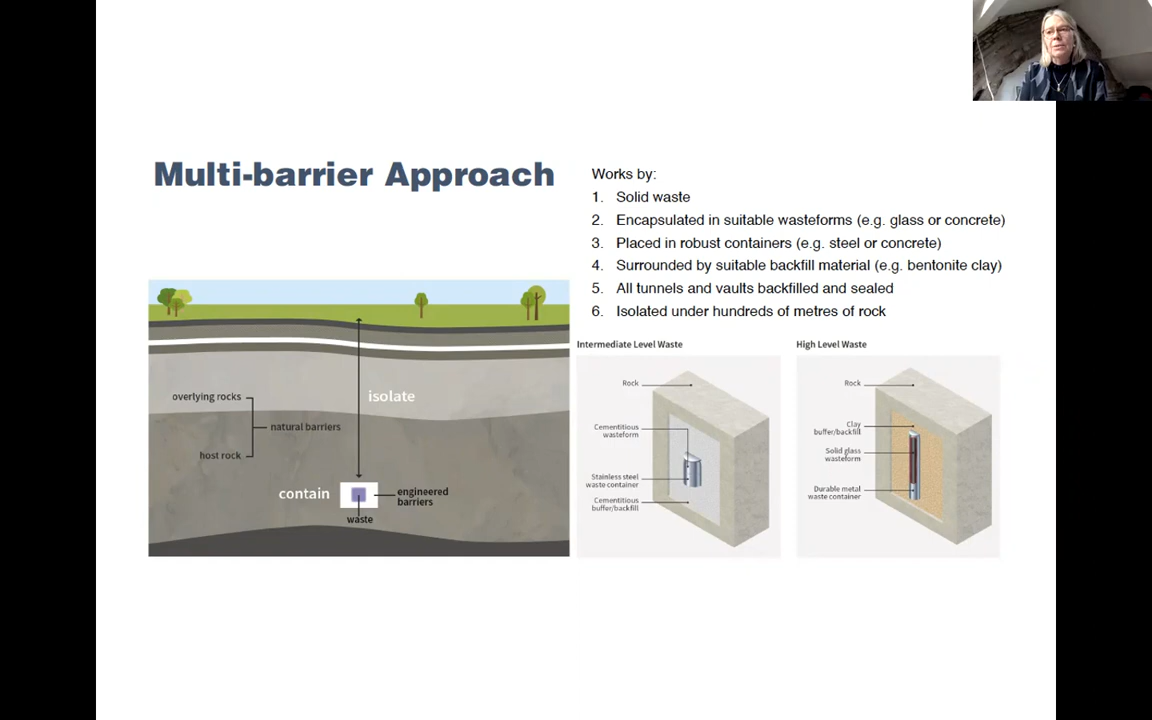 Multi-barrier Approach
Works by:
1. Solid waste
2. Encapsulated in suitable wasteforms (e.g. glass or concrete)
3. Placed in robust containers (e.g. steel or concrete)
4. Surrounded by suitable backfill material (e.g. bentonite clay)
5. All tunnels and vaults backfilled and sealed
6. Isolated under hundreds of metres of rock
isolate
overlying rocks
natural barriers
host rock
contain
engineered
barriers
waste
Intermediate Level Waste
Rock
Cementitious
wasteform
Stainless steel
waste container
Cementitious
buffer/backfill
High Level Waste
Rock
Clay
buffer/backfill
Solid glass
wasteform
Durable metal
waste container